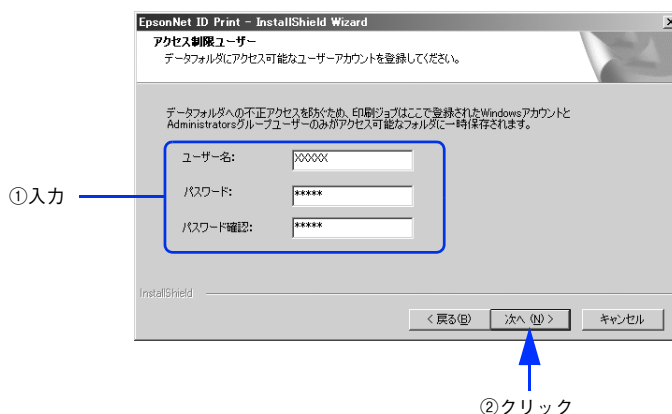 EpsonNet ID Print - InstallShield Wizard
アクセス制限ユーザー
データフォルダにアクセス可能なユーザーアカウントを登録してください。
データフォルダへの不正アクセスを防ぐため、印刷ジョブはここで登録されたWindowsアカウントと
Administratorsグループユーザーのみがアクセス可能なフォルダに一時保存されます。
ユーザー名:
XXXXX
①入力
パスワード:
*****
パスワード確認:
*****
InstallShield
< 戻る(B)
次へ (N) >
キャンセル
②クリック